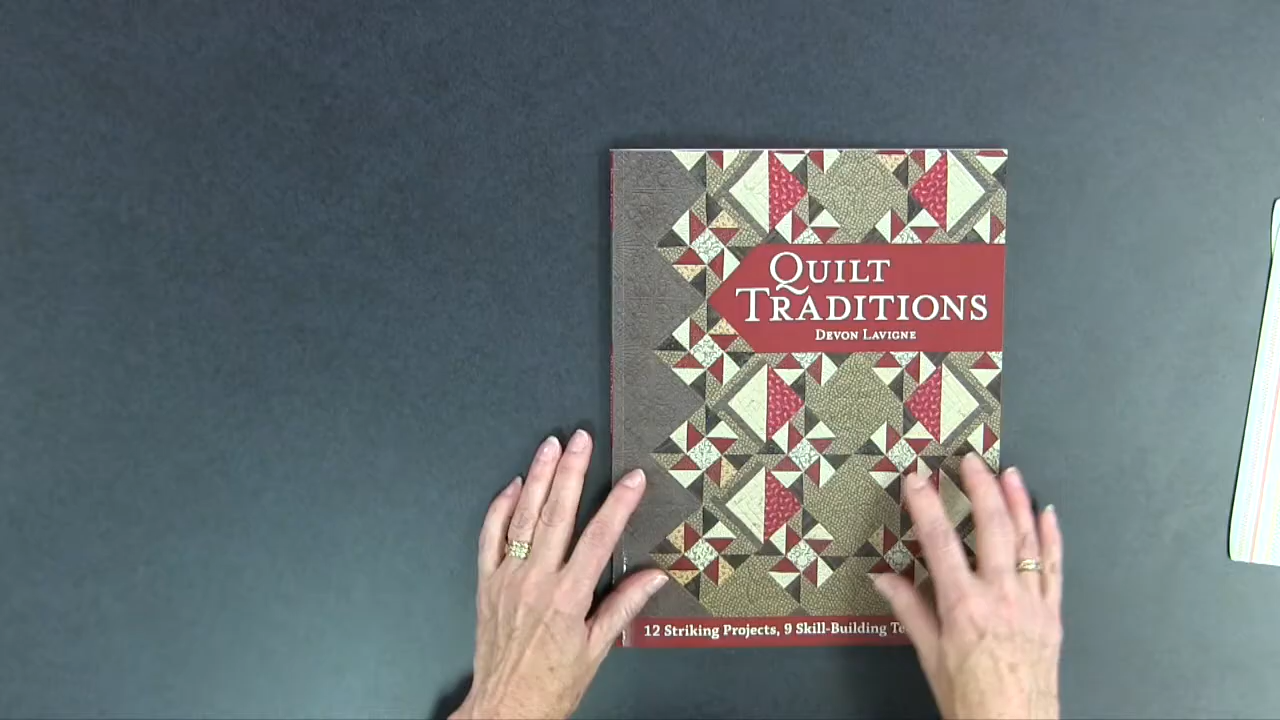 QUILT
TRADITIONS
DEVON LAVIGNE
12 Striking Projects, 9 Skill-Building